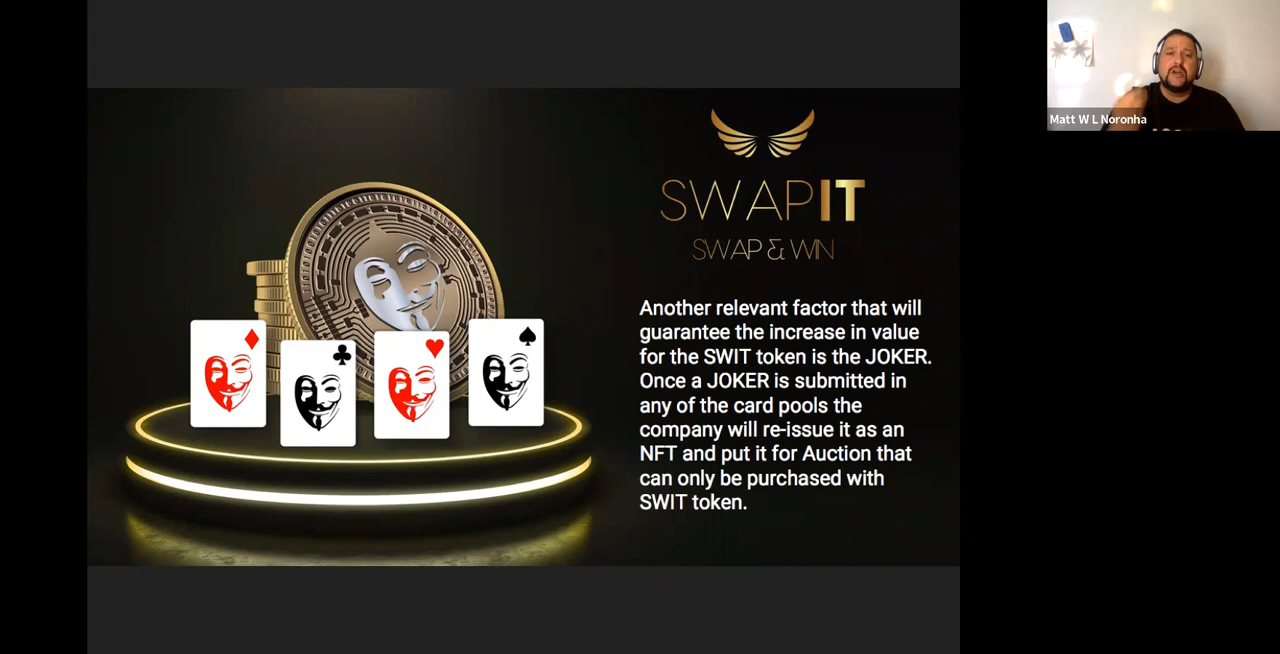 SWAPIT
SWAP & WIN
Another relevant factor that will
guarantee the increase in value
for the SWIT token is the JOKER.
Once a JOKER is submitted in
any of the card pools the
company will re-issue it as an
NFT and put it for Auction that
can only be purchased with
SWIT token.
Matt W L Noronha